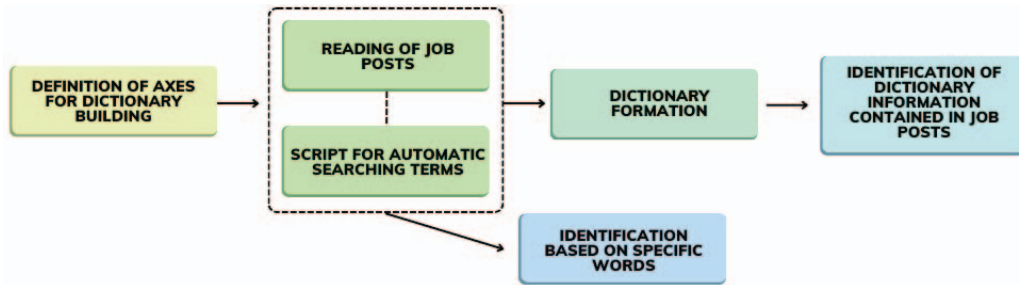 DEFINITION OF AXES
FOR DICTIONARY
BUILDING
READING OF JOB
POSTS
SCRIPT FOR AUTOMATIC
SEARCHING TERMS
DICTIONARY
FORMATION
IDENTIFICATION OF
DICTIONARY
INFORMATION
CONTAINED IN JOB
POSTS
IDENTIFICATION
BASED ON SPECIFIC
WORDS